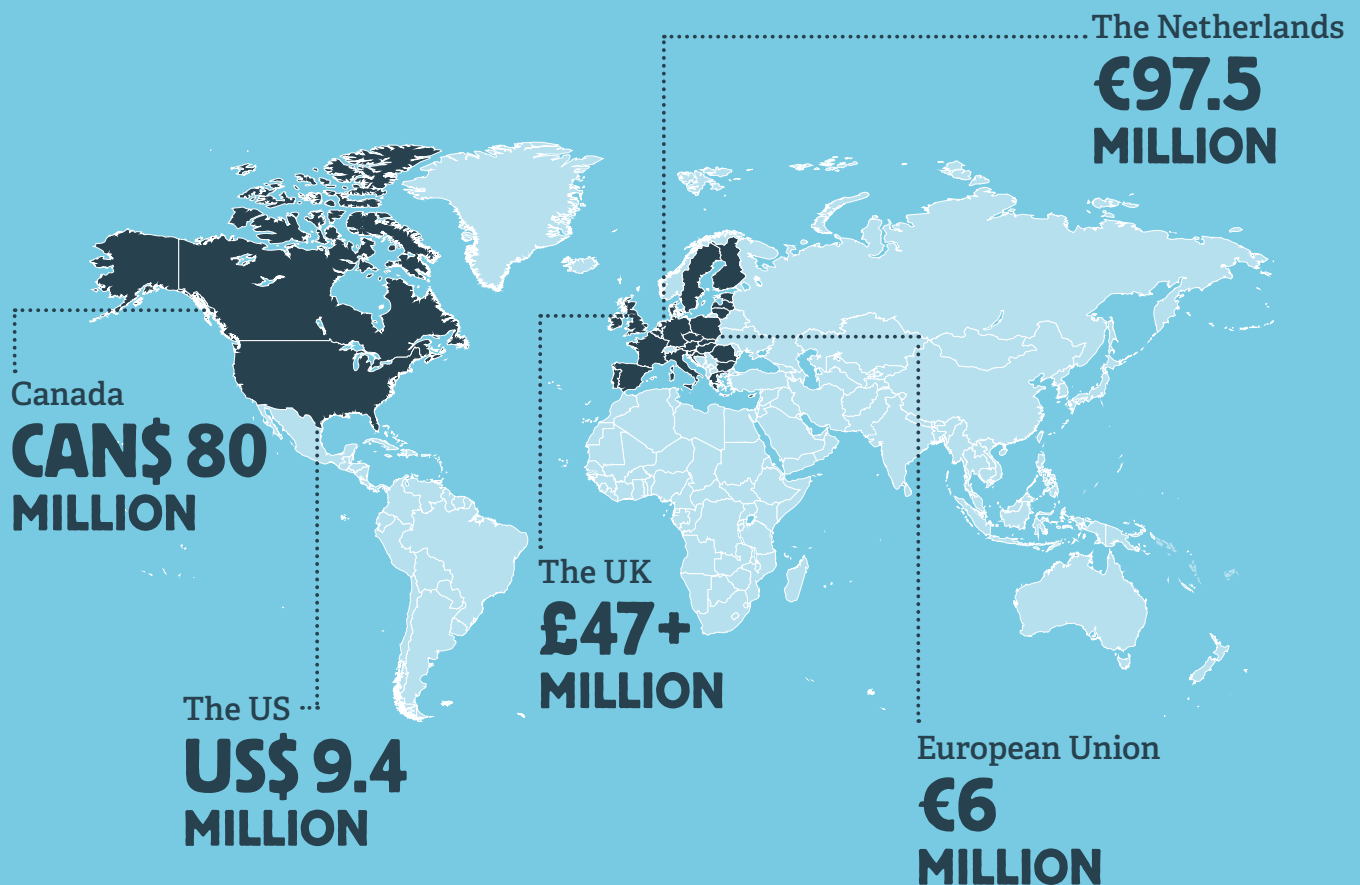 The Netherlands
€97.5
MILLION
Canada
CAN$ 80
MILLION
The UK
£47+
MILLION
The US
US$ 9.4
MILLION
European Union
€6
MILLION